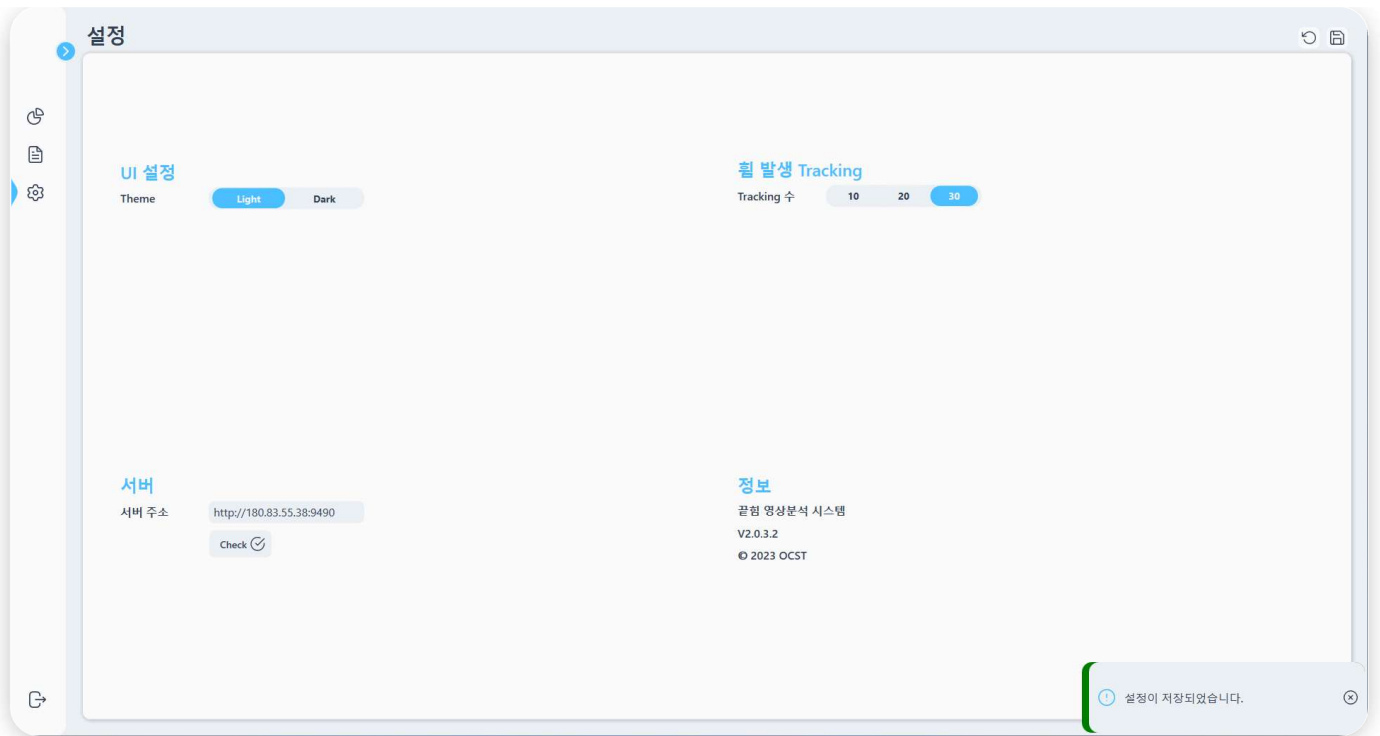 설정
UI 설정
Theme Light Dark
휨 발생 Tracking
Tracking 수 10 20 30
서버
서버 주소 http://180.83.55.38:9490
Check
정보
끝휨 영상분석 시스템
V2.0.3.2
© 2023 OCST
설정이 저장되었습니다.